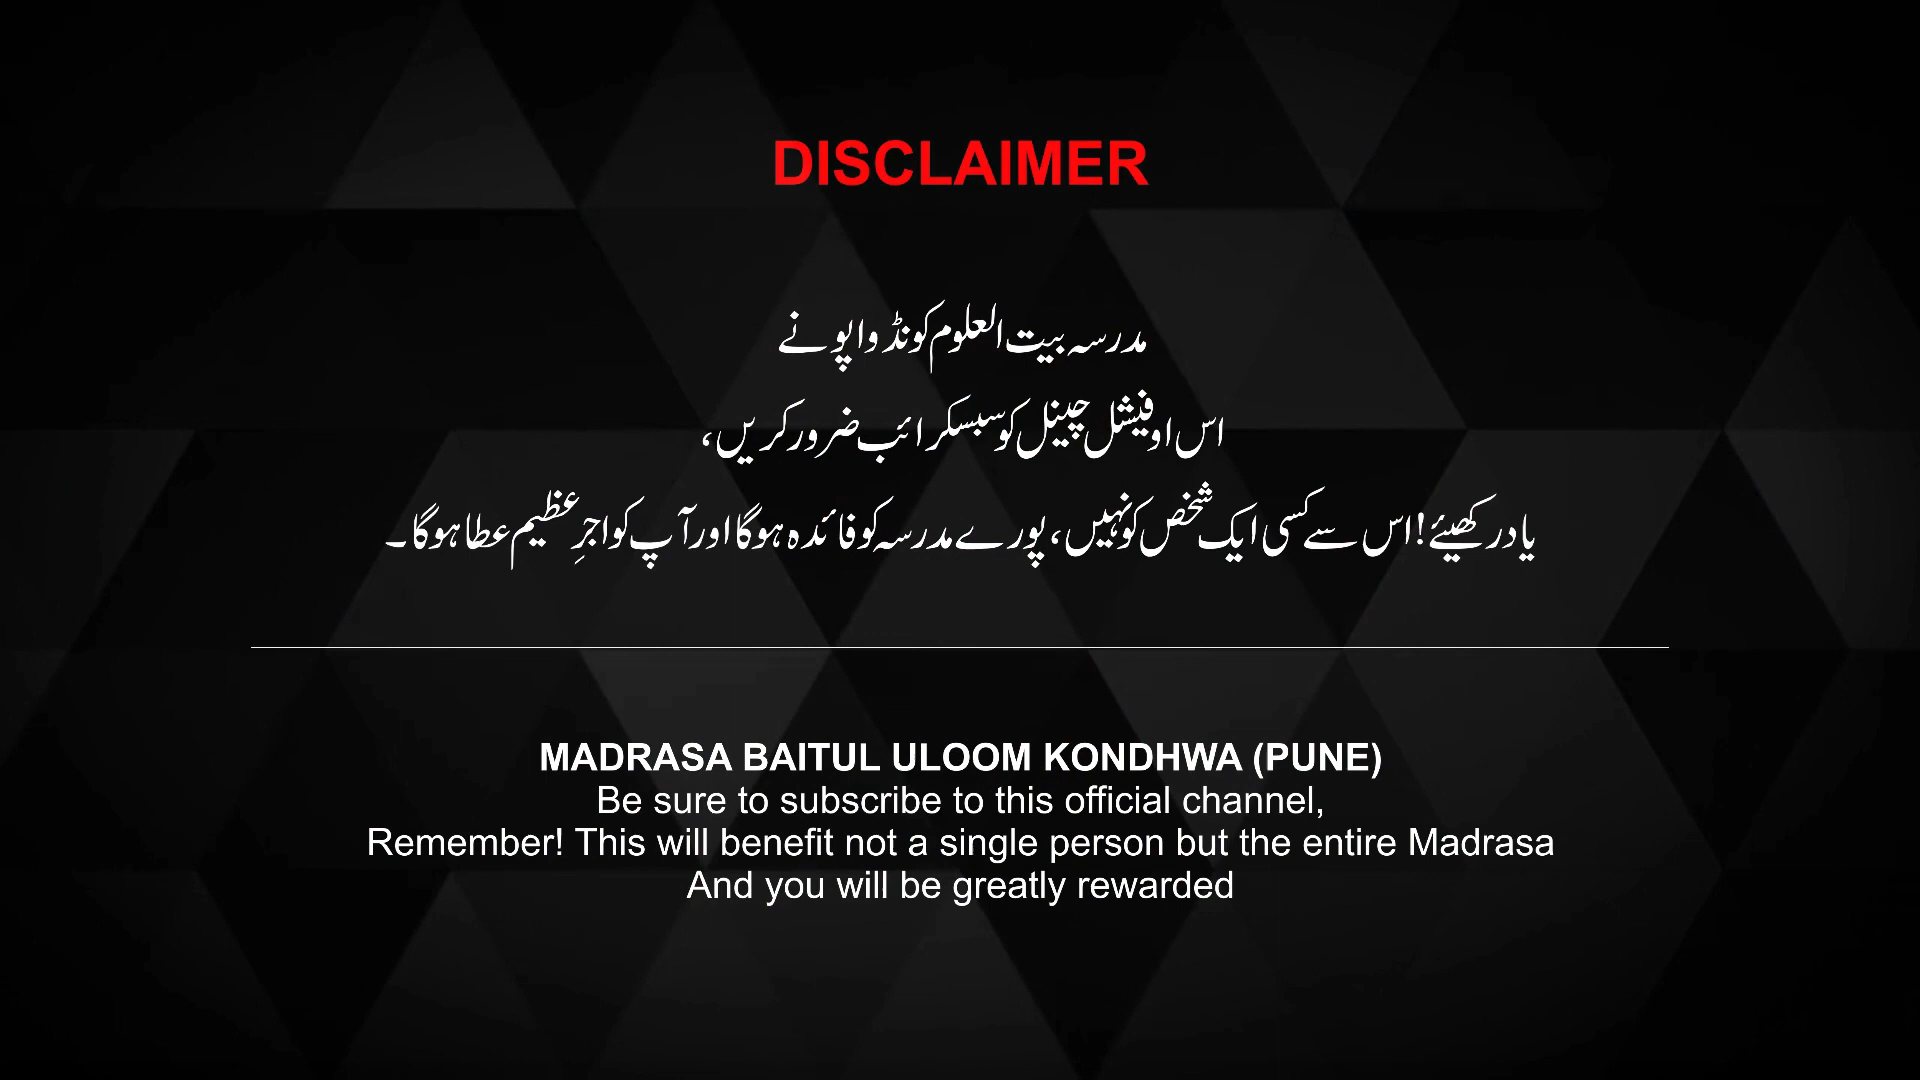 DISCLAIMER
مدرسہ بیت العلوم کونڈوا پونے
اس اوفیشل چینل کو سبسکرائب ضرور کریں،
یاد رکھیئے! اس سے کسی ایک شخص کو نہیں، پورے مدرسہ کو فائدہ ہوگا اور آپ کو اجرِ عظیم عطا ہوگا۔
MADRASA BAITUL ULOOM KONDHWA (PUNE)
Be sure to subscribe to this official channel,
Remember! This will benefit not a single person but the entire Madrasa
And you will be greatly rewarded